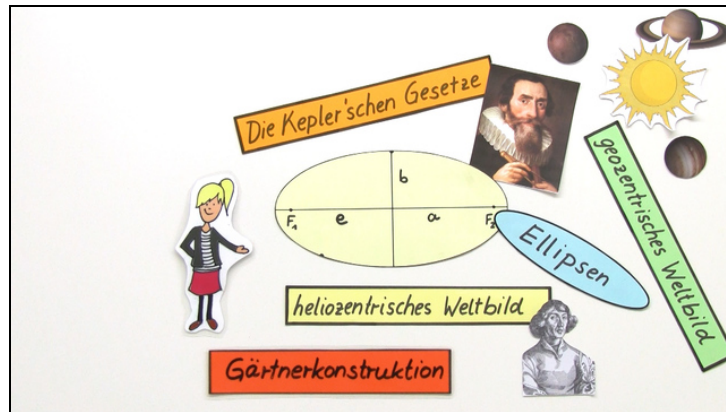 Die Kepler'schen Gesetze
geozentrisches Weltbild
b
F₁
e
a
F₂
Ellipsen
heliozentrisches Weltbild
Gärtnerkonstruktion